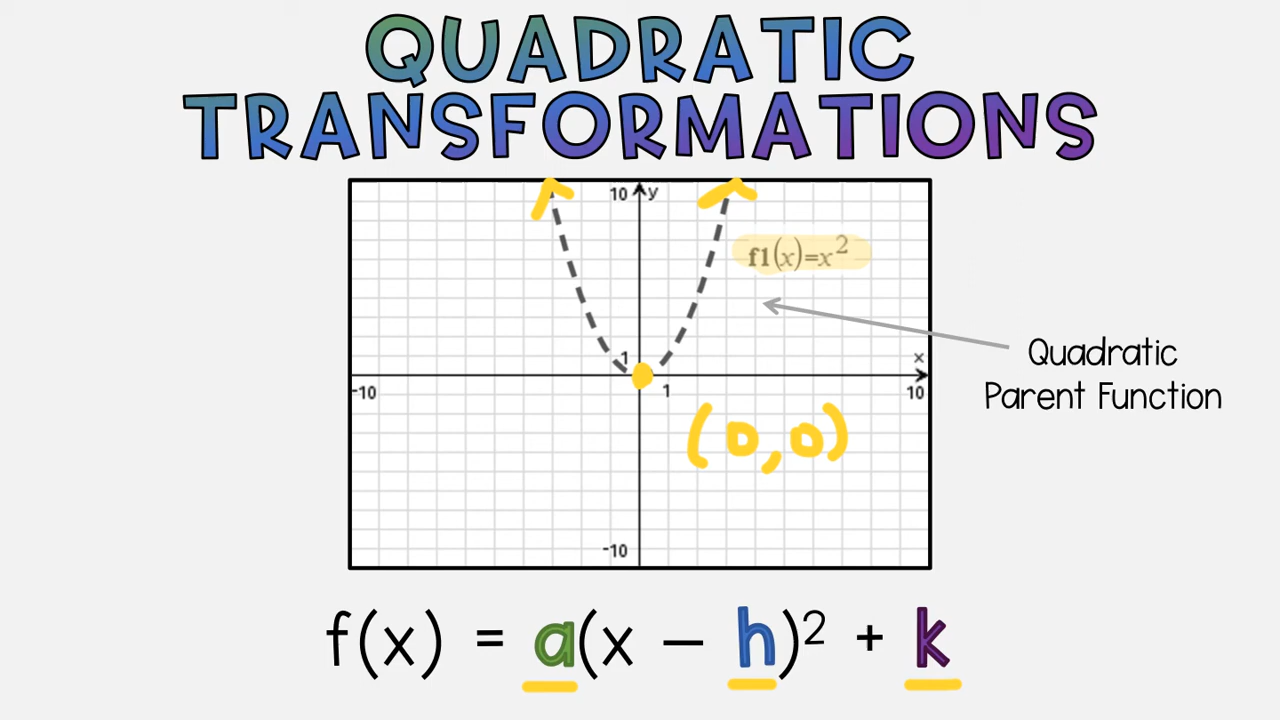 QUADRATIC
TRANSFORMATIONS
10 y
f1(x)=x²
1
x
-10
1
10
Quadratic
Parent Function
(0,0)
-10
f(x) = a(x – h)² + k